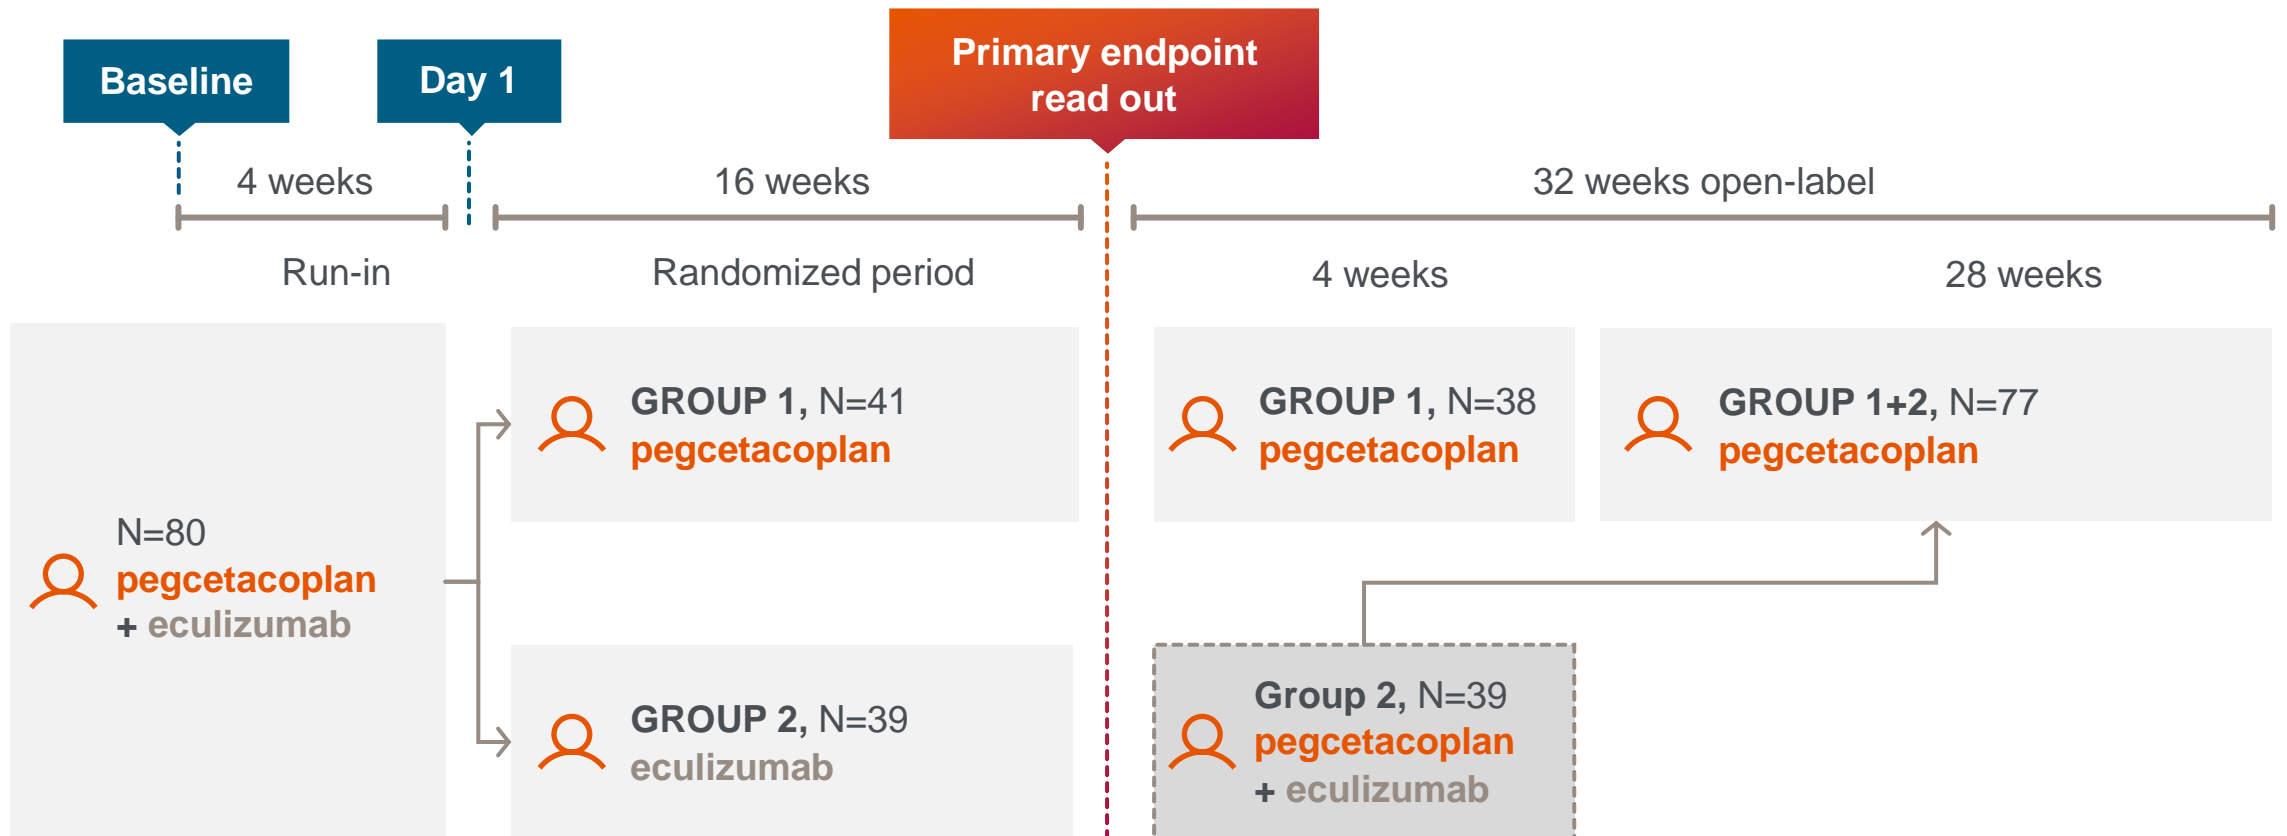 Baseline
Day 1
Primary endpoint
read out
4 weeks
16 weeks
32 weeks open-label
Run-in
Randomized period
4 weeks
28 weeks
N=80
pegcetacoplan
+ eculizumab
GROUP 1, N=41
pegcetacoplan
GROUP 2, N=39
eculizumab
GROUP 1, N=38
pegcetacoplan
Group 2, N=39
pegcetacoplan
+ eculizumab
GROUP 1+2, N=77
pegcetacoplan